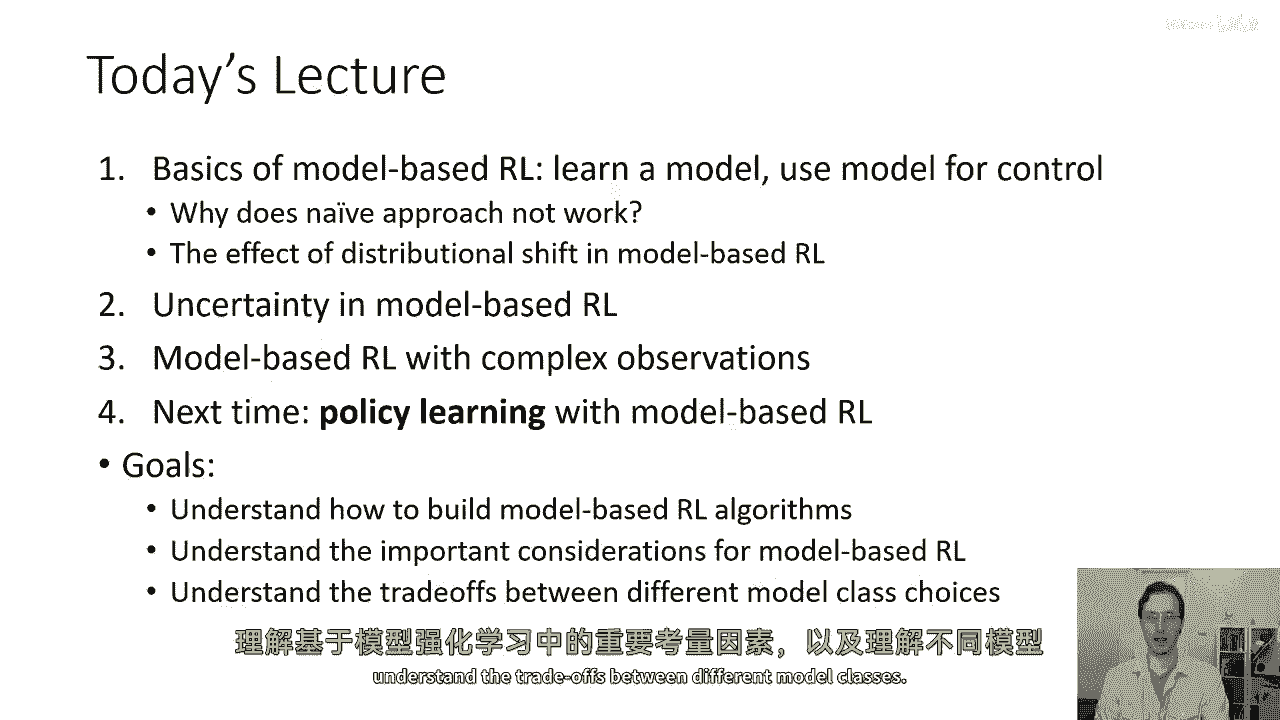 Today's Lecture
1. Basics of model-based RL: learn a model, use model for control
• Why does naïve approach not work?
• The effect of distributional shift in model-based RL
2. Uncertainty in model-based RL
3. Model-based RL with complex observations
4. Next time: policy learning with model-based RL
• Goals:
• Understand how to build model-based RL algorithms
• Understand the important considerations for model-based RL
• Understand the tradeoffs between different model class choices
理解基于模型强化学习中的重要考量因素，以及理解不同模型
understand the trade-offs between different model classes.